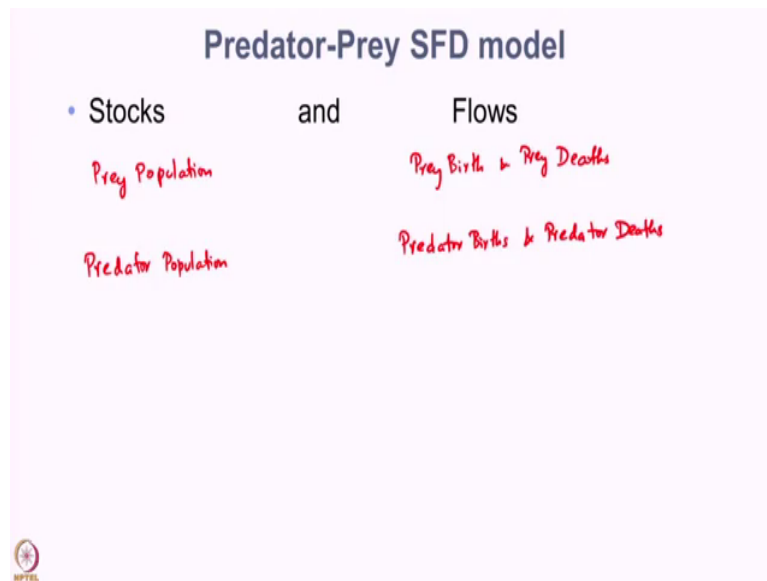 Predator-Prey SFD model
• Stocks and Flows
Prey Population Prey Birth & Prey Deaths
Predator Population Predator Births & Predator Deaths
NPTEL